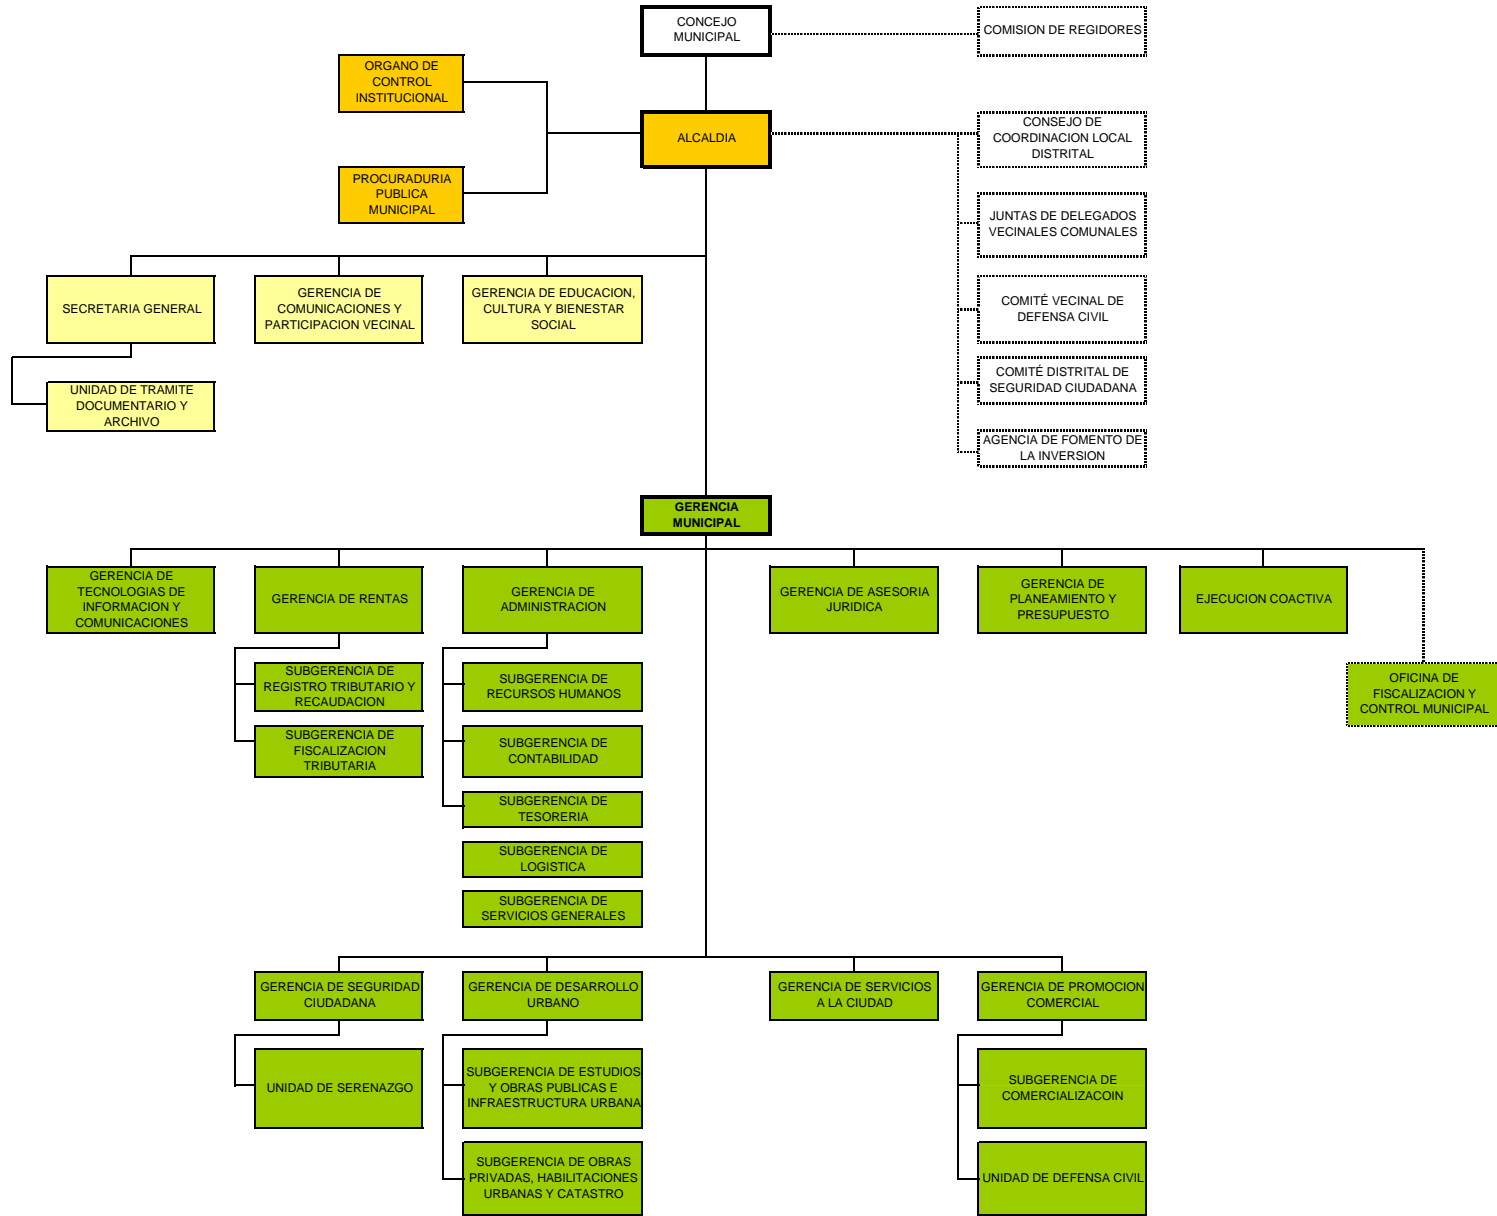 CONCEJO
MUNICIPAL
COMISION DE REGIDORES
ORGANO DE
CONTROL
INSTITUCIONAL
ALCALDIA
CONSEJO DE
COORDINACION LOCAL
DISTRITAL
PROCURADURIA
PUBLICA
MUNICIPAL
JUNTAS DE DELEGADOS
VECINALES COMUNALES
SECRETARIA GENERAL
GERENCIA DE
COMUNICACIONES Y
PARTICIPACION VECINAL
GERENCIA DE EDUCACION,
CULTURA Y BIENESTAR
SOCIAL
COMITÉ VECINAL DE
DEFENSA CIVIL
UNIDAD DE TRAMITE
DOCUMENTARIO Y
ARCHIVO
COMITÉ DISTRITAL DE
SEGURIDAD CIUDADANA
AGENCIA DE FOMENTO DE
LA INVERSION
GERENCIA
MUNICIPAL
GERENCIA DE
TECNOLOGIAS DE
INFORMACION Y
COMUNICACIONES
GERENCIA DE RENTAS
GERENCIA DE
ADMINISTRACION
GERENCIA DE ASESORIA
JURIDICA
GERENCIA DE
PLANEAMIENTO Y
PRESUPUESTO
EJECUCION COACTIVA
SUBGERENCIA DE
REGISTRO TRIBUTARIO Y
RECAUDACION
SUBGERENCIA DE
RECURSOS HUMANOS
OFICINA DE
FISCALIZACION Y
CONTROL MUNICIPAL
SUBGERENCIA DE
FISCALIZACION
TRIBUTARIA
SUBGERENCIA DE
CONTABILIDAD
SUBGERENCIA DE
TESORERIA
SUBGERENCIA DE
LOGISTICA
SUBGERENCIA DE
SERVICIOS GENERALES
GERENCIA DE SEGURIDAD
CIUDADANA
GERENCIA DE DESARROLLO
URBANO
GERENCIA DE SERVICIOS
A LA CIUDAD
GERENCIA DE PROMOCION
COMERCIAL
UNIDAD DE SERENAZGO
SUBGERENCIA DE ESTUDIOS
Y OBRAS PUBLICAS E
INFRAESTRUCTURA URBANA
SUBGERENCIA DE
COMERCIALIZACOIN
SUBGERENCIA DE OBRAS
PRIVADAS, HABILITACIONES
URBANAS Y CATASTRO
UNIDAD DE DEFENSA CIVIL